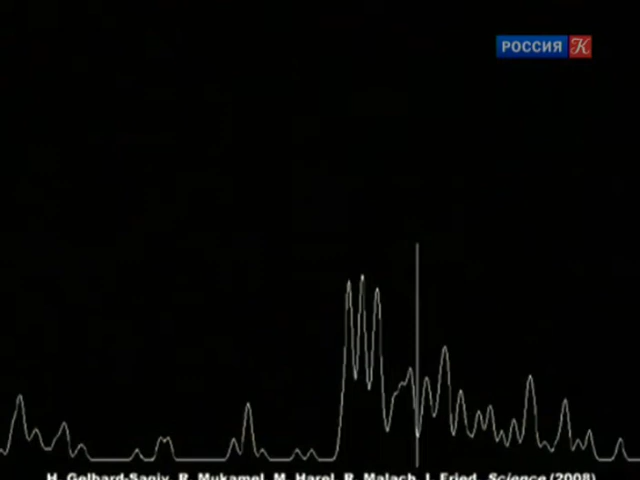 РОССИЯ К
H. Gelbard-Sagiv, R. Mukamel, M. Harel, R. Malach, I. Fried, Science (2008)